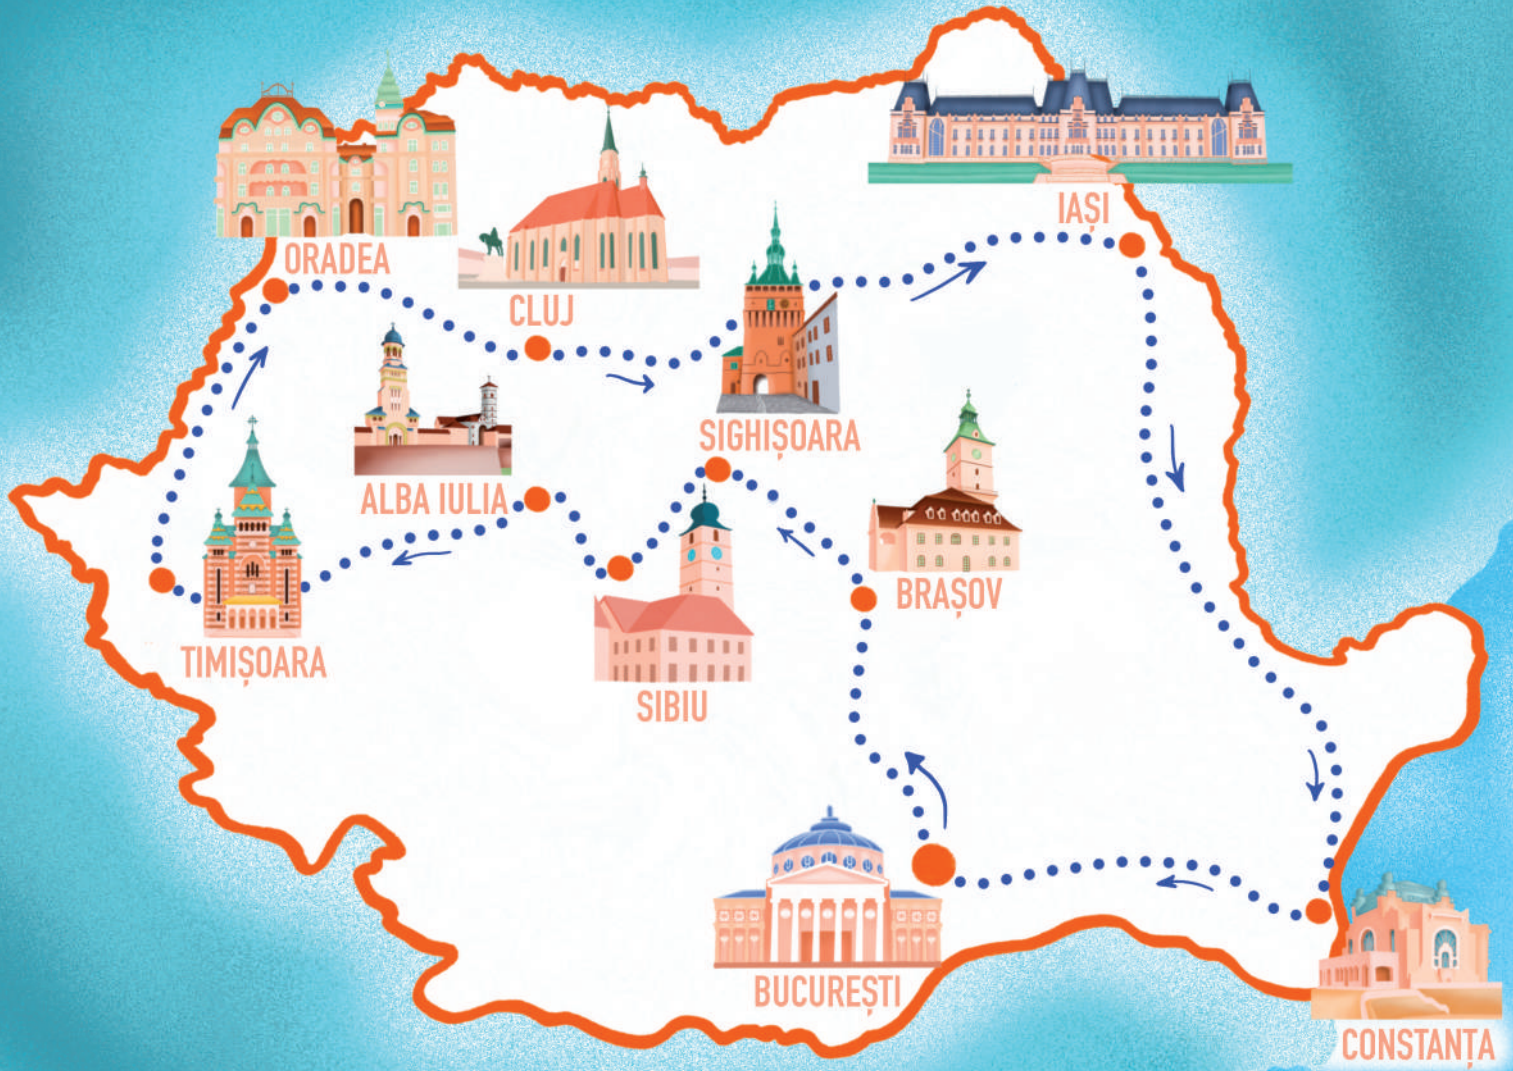 IAȘI
ORADEA
CLUJ
SIGHIȘOARA
ALBA IULIA
BRAȘOV
TIMIȘOARA
SIBIU
BUCUREȘTI
CONSTANȚA